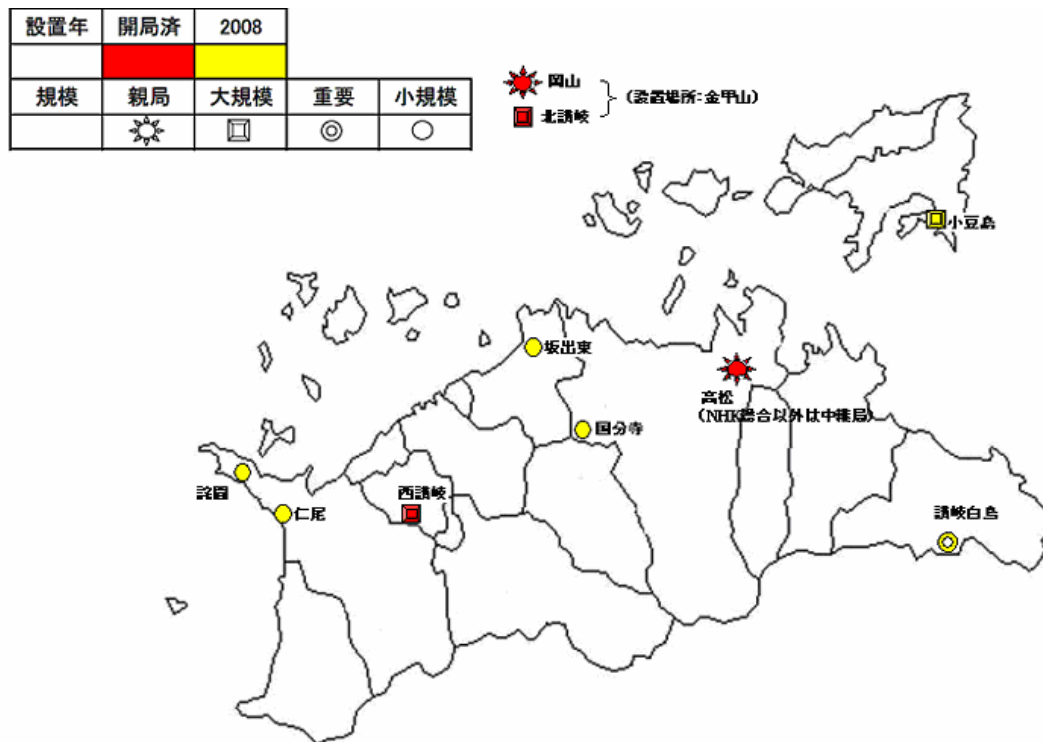 設置年 開局済 2008
規模 親局 大規模 重要 小規模
岡山
北讃岐
(設置場所:金甲山)
小豆島
坂出東
高松
(NHK総合以外は中継局)
国分寺
詫間
西讃岐
仁尾
讃岐白鳥